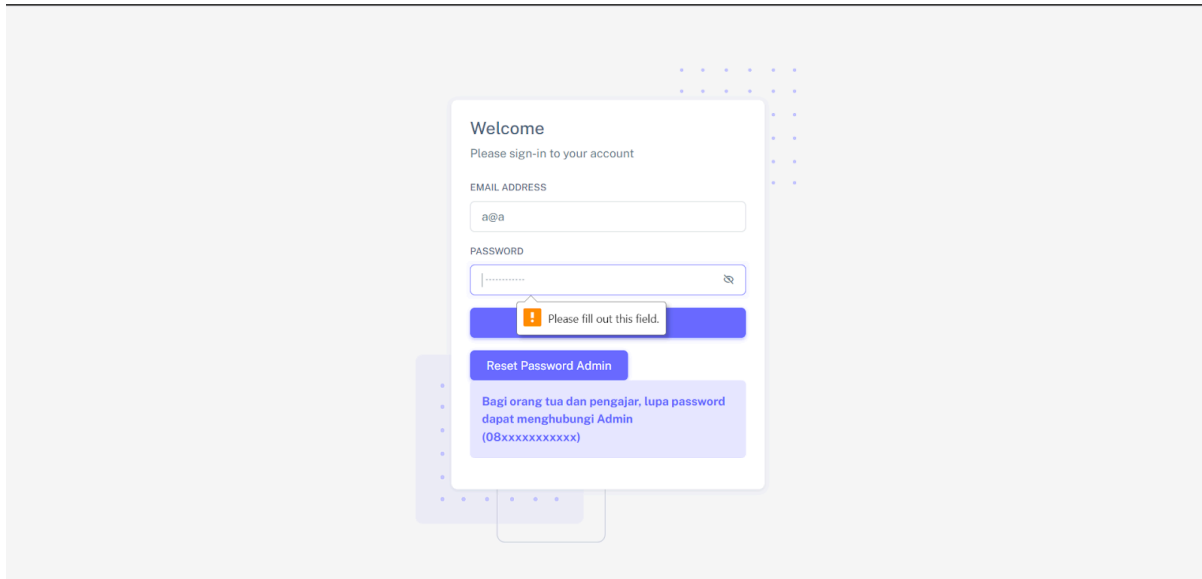 Welcome
Please sign-in to your account
EMAIL ADDRESS
a@a
PASSWORD
Please fill out this field.
Reset Password Admin
Bagi orang tua dan pengajar, lupa password
dapat menghubungi Admin
(08xxxxxxxxxxx)